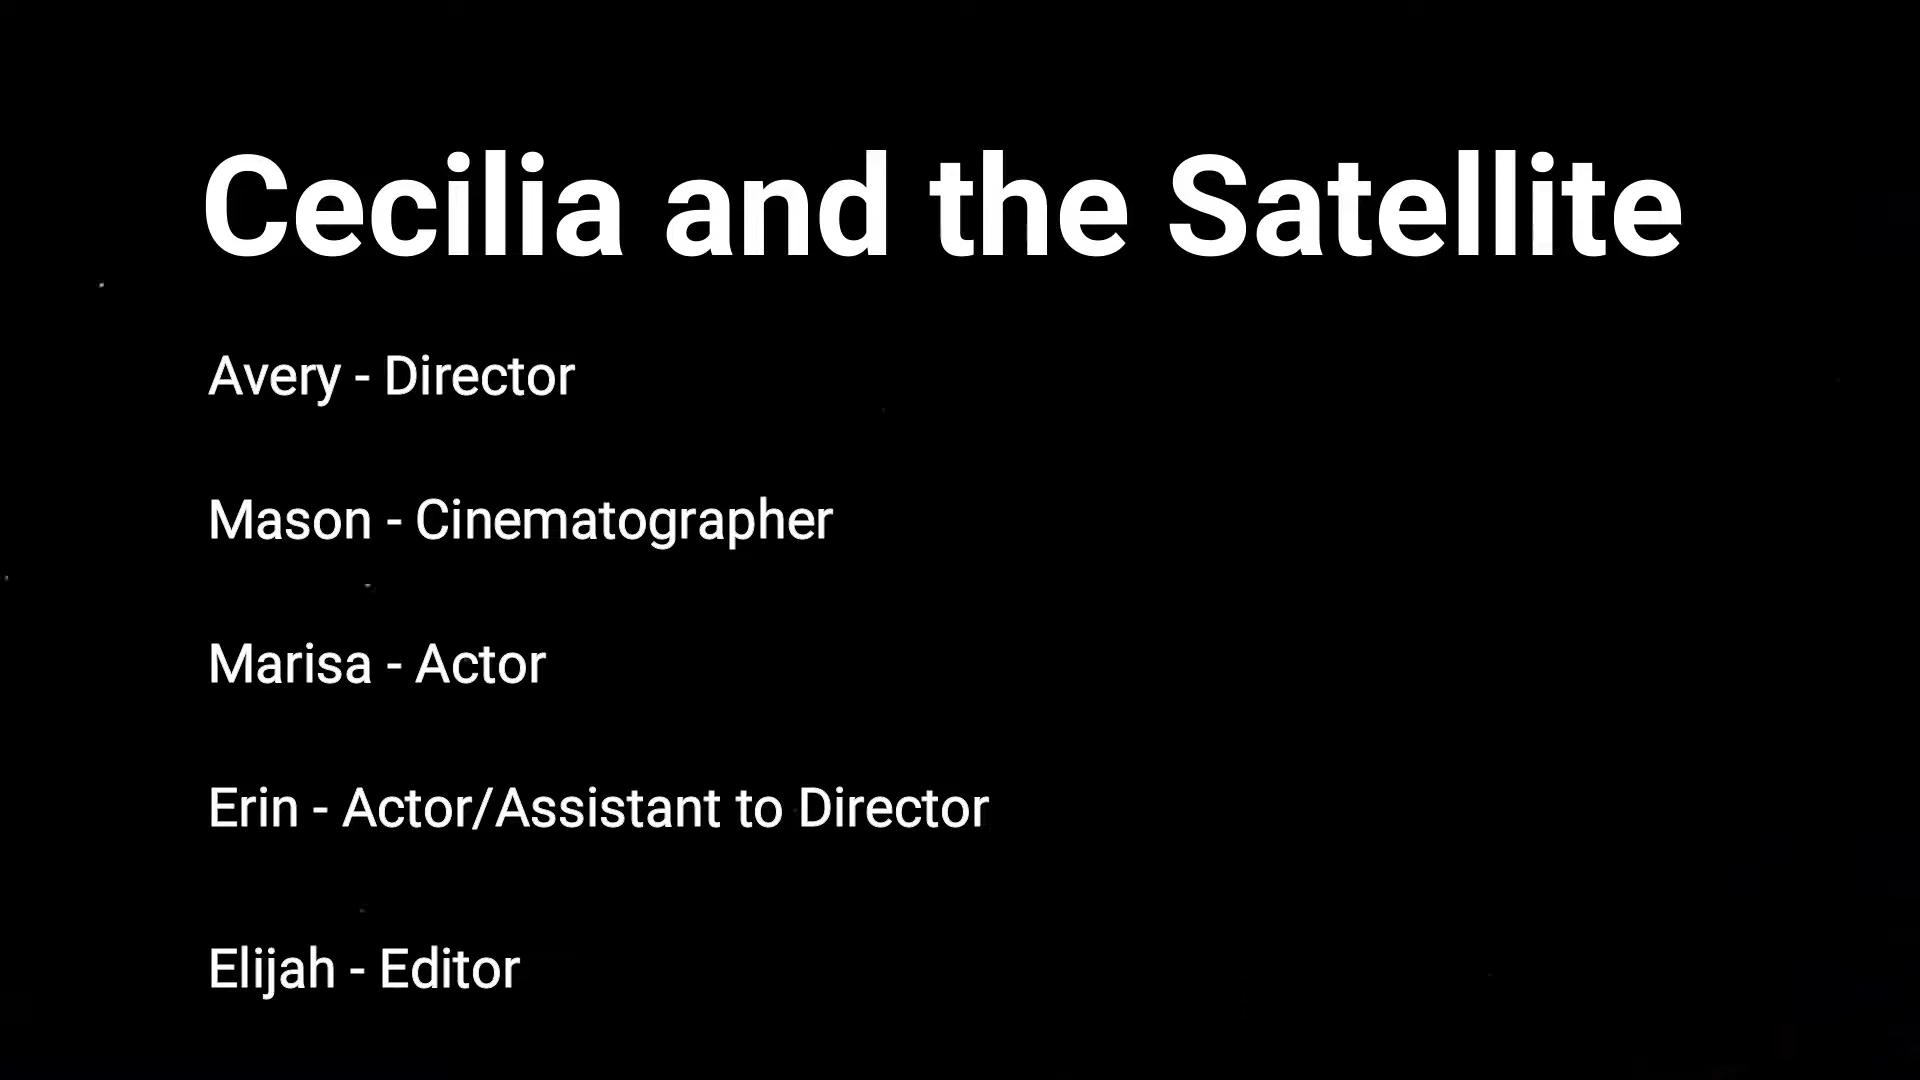 Cecilia and the Satellite
Avery - Director
Mason - Cinematographer
Marisa - Actor
Erin - Actor/Assistant to Director
Elijah - Editor